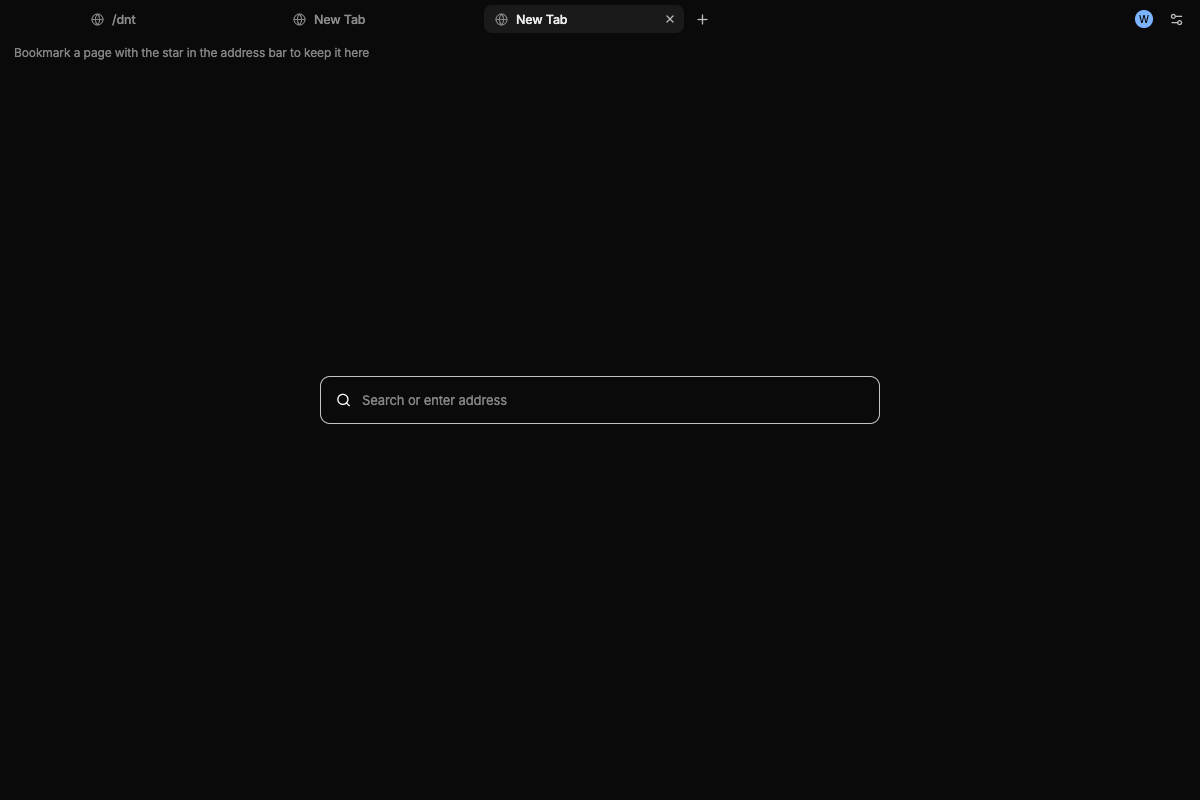 /dnt
New Tab
New Tab
W
Bookmark a page with the star in the address bar to keep it here
Search or enter address